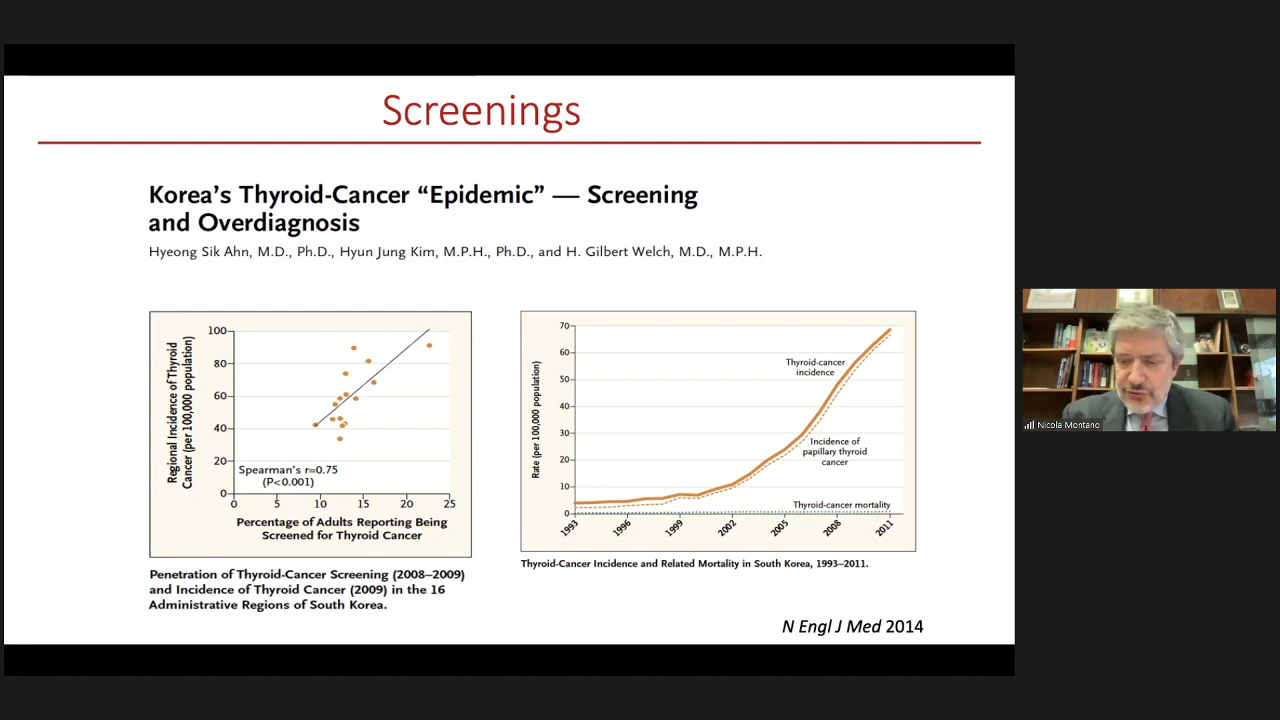 Screenings
Korea's Thyroid-Cancer “Epidemic” — Screening
and Overdiagnosis
Hyeong Sik Ahn, M.D., Ph.D., Hyun Jung Kim, M.P.H., Ph.D., and H. Gilbert Welch, M.D., M.P.H.
Regional Incidence of Thyroid
Cancer (per 100,000 population)
100
80
60
40
20
0
Spearman's r=0.75
(P<0.001)
0 5 10 15 20 25
Percentage of Adults Reporting Being
Screened for Thyroid Cancer
Penetration of Thyroid-Cancer Screening (2008–2009)
and Incidence of Thyroid Cancer (2009) in the 16
Administrative Regions of South Korea.
Rate (per 100,000 population)
70
60
50
40
30
20
10
0
Thyroid-cancer
incidence
Incidence of
papillary thyroid
cancer
Thyroid-cancer mortality
1993 1996 1999 2002 2005 2008 2011
Thyroid-Cancer Incidence and Related Mortality in South Korea, 1993–2011.
N Engl J Med 2014
Nicola Montano